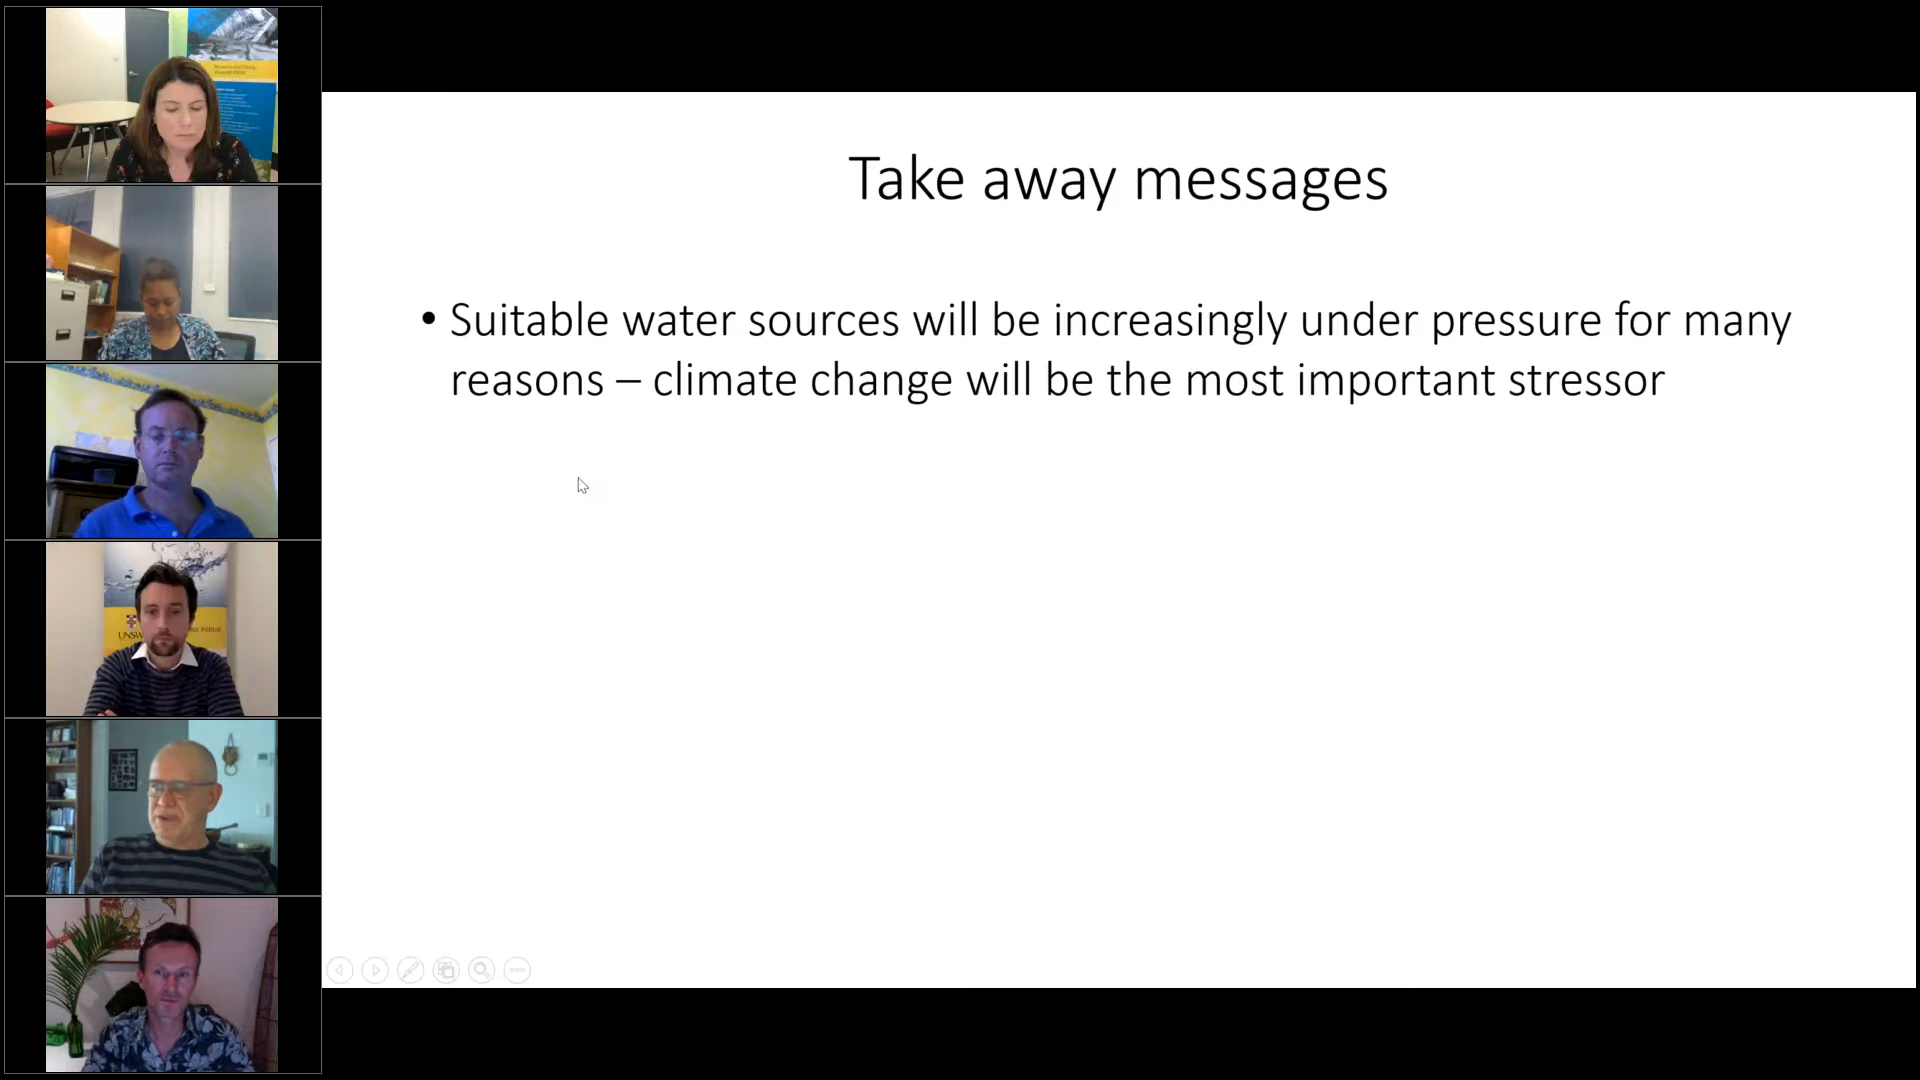 Take away messages
• Suitable water sources will be increasingly under pressure for many
reasons – climate change will be the most important stressor
UNSW